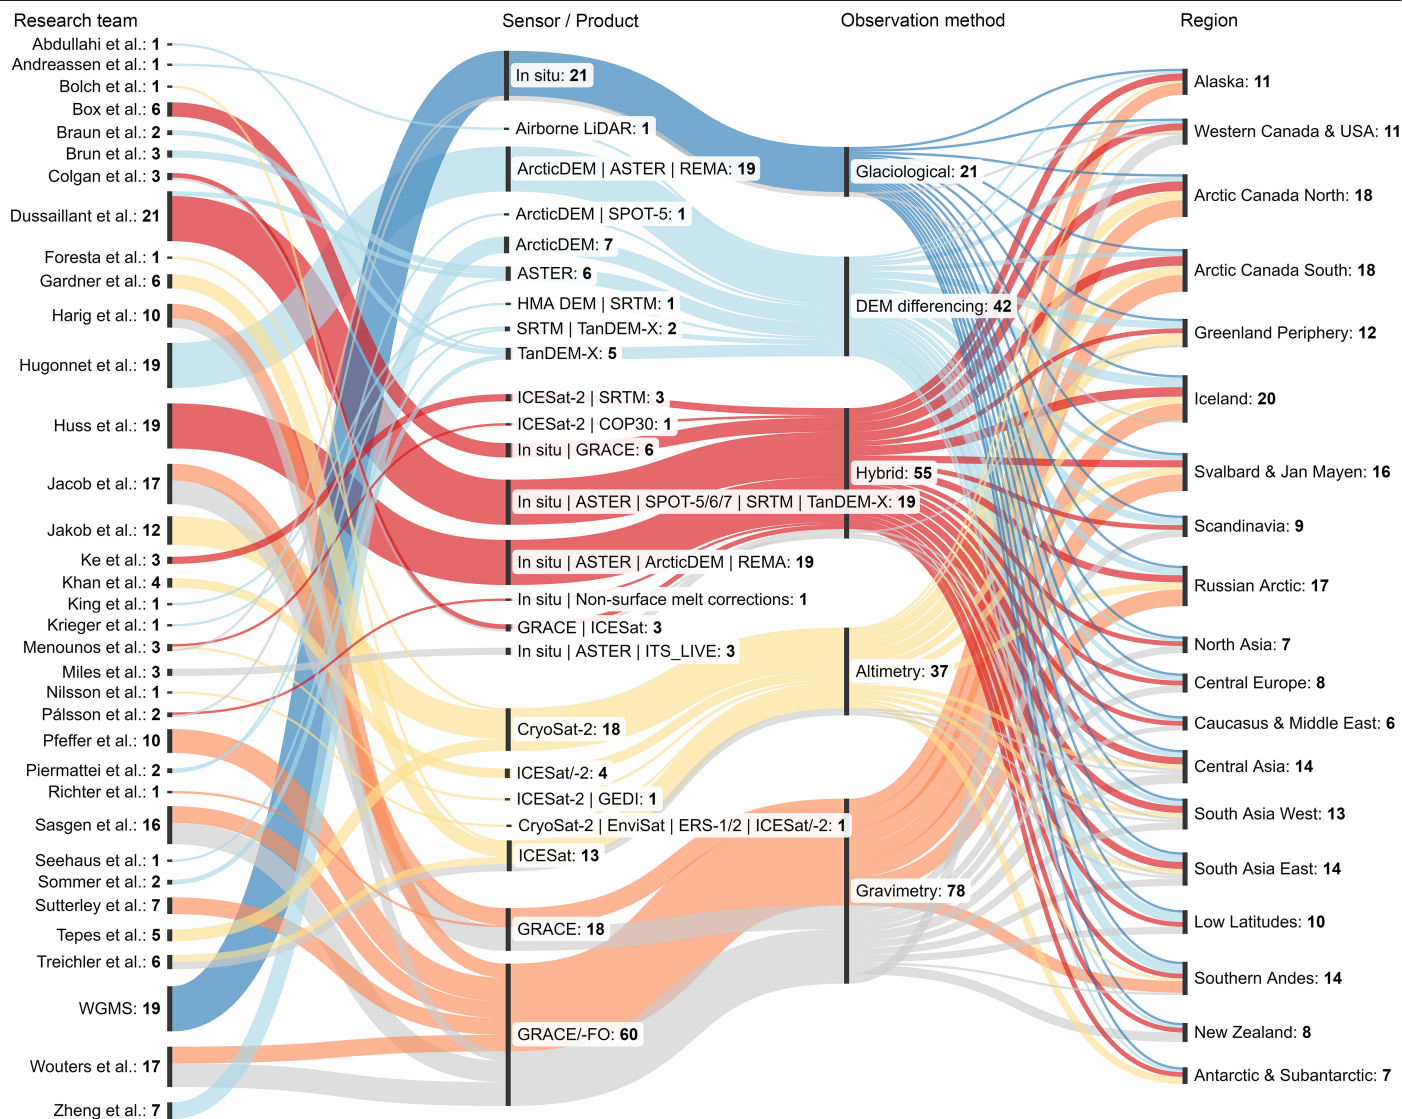 Research team
Abdullahi et al.: 1
Andreassen et al.: 1
Bolch et al.: 1
Box et al.: 6
Braun et al.: 2
Brun et al.: 3
Colgan et al.: 3
Dussaillant et al.: 21
Foresta et al.: 1
Gardner et al.: 6
Harig et al.: 10
Hugonnet et al.: 19
Huss et al.: 19
Jacob et al.: 17
Jakob et al.: 12
Ke et al.: 3
Khan et al.: 4
King et al.: 1
Krieger et al.: 1
Menounos et al.: 3
Miles et al.: 3
Nilsson et al.: 1
Pálsson et al.: 2
Pfeffer et al.: 10
Piermattei et al.: 2
Richter et al.: 1
Sasgen et al.: 16
Seehaus et al.: 1
Sommer et al.: 2
Sutterley et al.: 7
Tepes et al.: 5
Treichler et al.: 6
WGMS: 19
Wouters et al.: 17
Zheng et al.: 7
Sensor / Product
In situ: 21
Airborne LiDAR: 1
ArcticDEM | ASTER | REMA: 19
ArcticDEM | SPOT-5: 1
ArcticDEM: 7
ASTER: 6
HMA DEM | SRTM: 1
SRTM | TanDEM-X: 2
TanDEM-X: 5
ICESat-2 | SRTM: 3
ICESat-2 | COP30: 1
In situ | GRACE: 6
In situ | ASTER | SPOT-5/6/7 | SRTM | TanDEM-X: 19
In situ | ASTER | ArcticDEM | REMA: 19
In situ | Non-surface melt corrections: 1
GRACE | ICESat: 3
In situ | ASTER | ITS_LIVE: 3
CryoSat-2: 18
ICESat/-2: 4
ICESat-2 | GEDI: 1
CryoSat-2 | EnviSat | ERS-1/2 | ICESat/-2: 1
ICESat: 13
GRACE: 18
GRACE/-FO: 60
Observation method
Glaciological: 21
DEM differencing: 42
Hybrid: 55
Altimetry: 37
Gravimetry: 78
Region
Alaska: 11
Western Canada & USA: 11
Arctic Canada North: 18
Arctic Canada South: 18
Greenland Periphery: 12
Iceland: 20
Svalbard & Jan Mayen: 16
Scandinavia: 9
Russian Arctic: 17
North Asia: 7
Central Europe: 8
Caucasus & Middle East: 6
Central Asia: 14
South Asia West: 13
South Asia East: 14
Low Latitudes: 10
Southern Andes: 14
New Zealand: 8
Antarctic & Subantarctic: 7